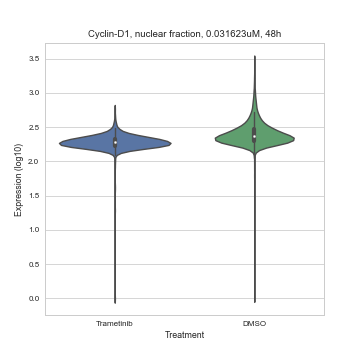 Cyclin-D1, nuclear fraction, 0.031623uM, 48h
3.5
3.0
2.5
2.0
1.5
1.0
0.5
0.0
Expression (log10)
Trametinib
DMSO
Treatment